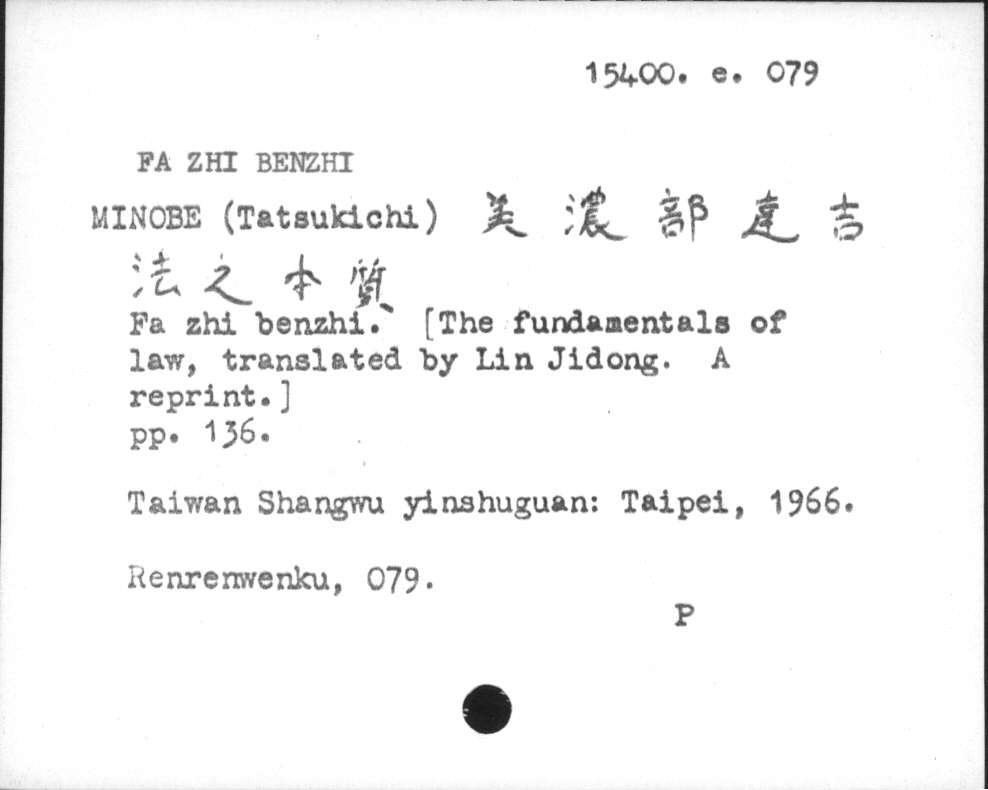 15400. e. 079
FA ZHI BENZHI
MINOBE (Tatsukichi) 美濃部達吉
法之本質
Fa zhi benzhi. [The fundamentals of
law, translated by Lin Jidong. A
reprint.]
pp. 136.
Taiwan Shangwu yinshuguan: Taipei, 1966.
Renrenwenku, 079.
P